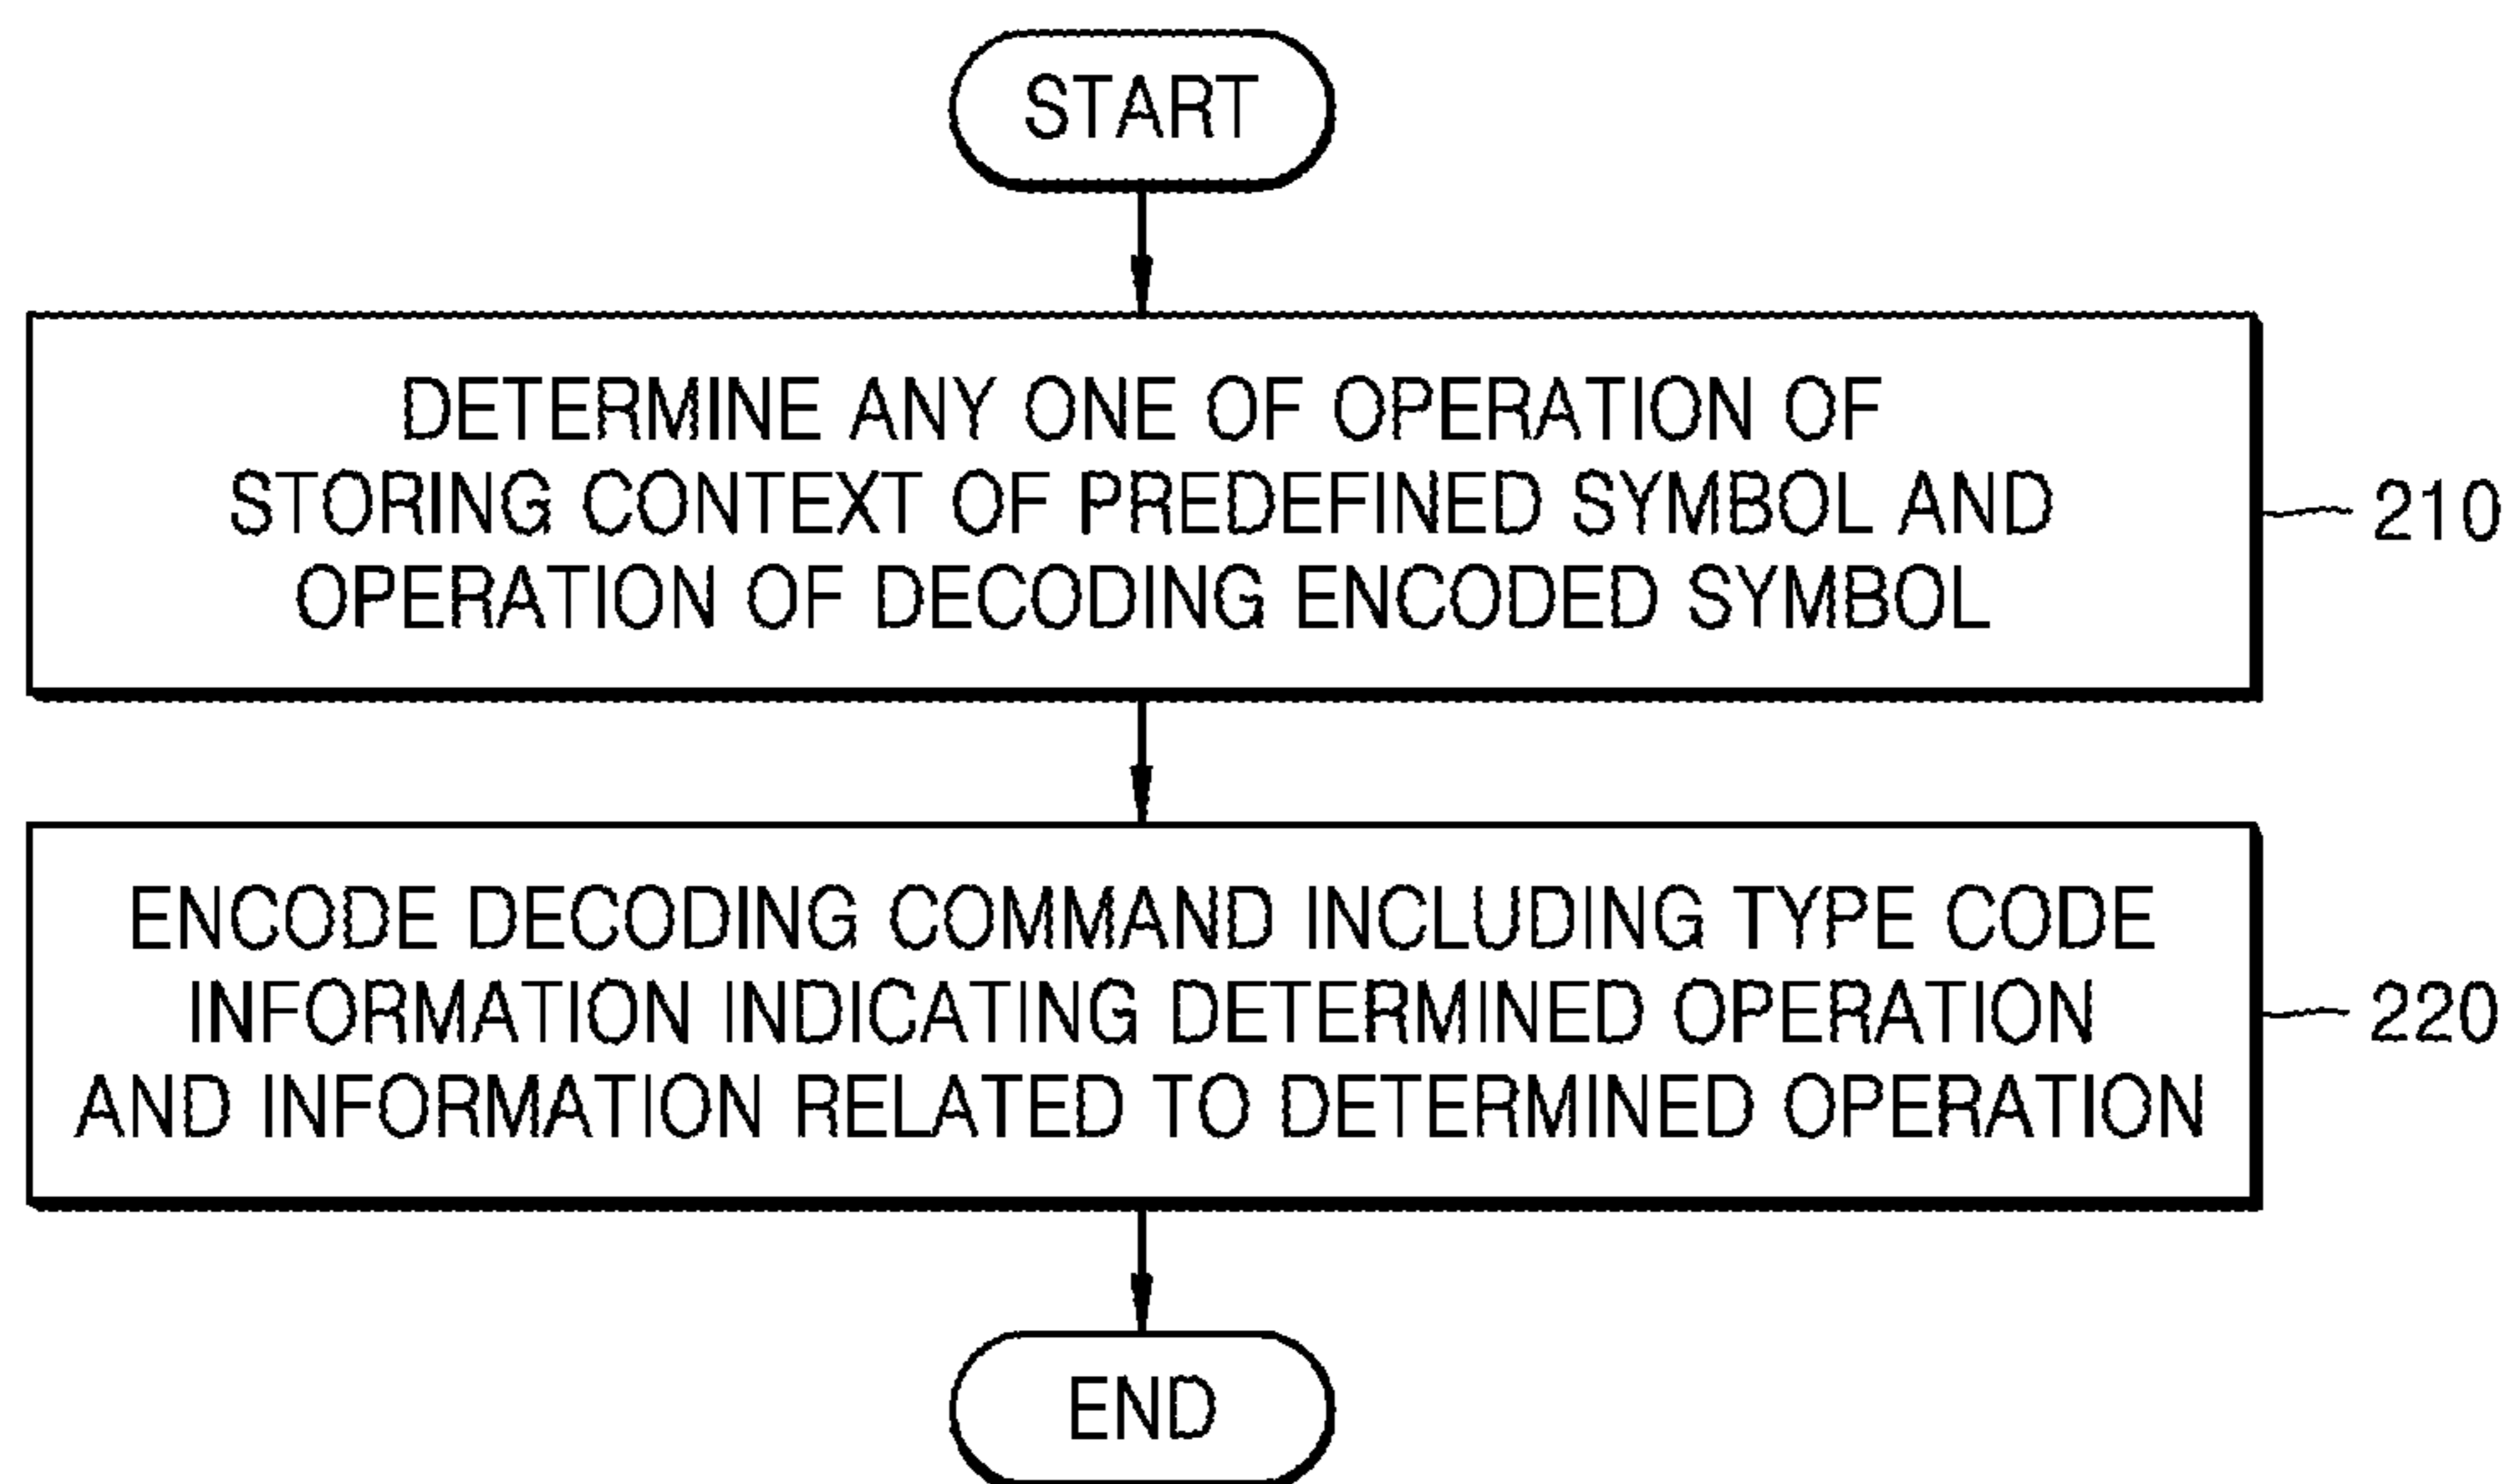 START
DETERMINE ANY ONE OF OPERATION OF
STORING CONTEXT OF PREDEFINED SYMBOL AND
OPERATION OF DECODING ENCODED SYMBOL
210
ENCODE DECODING COMMAND INCLUDING TYPE CODE
INFORMATION INDICATING DETERMINED OPERATION
AND INFORMATION RELATED TO DETERMINED OPERATION
220
END